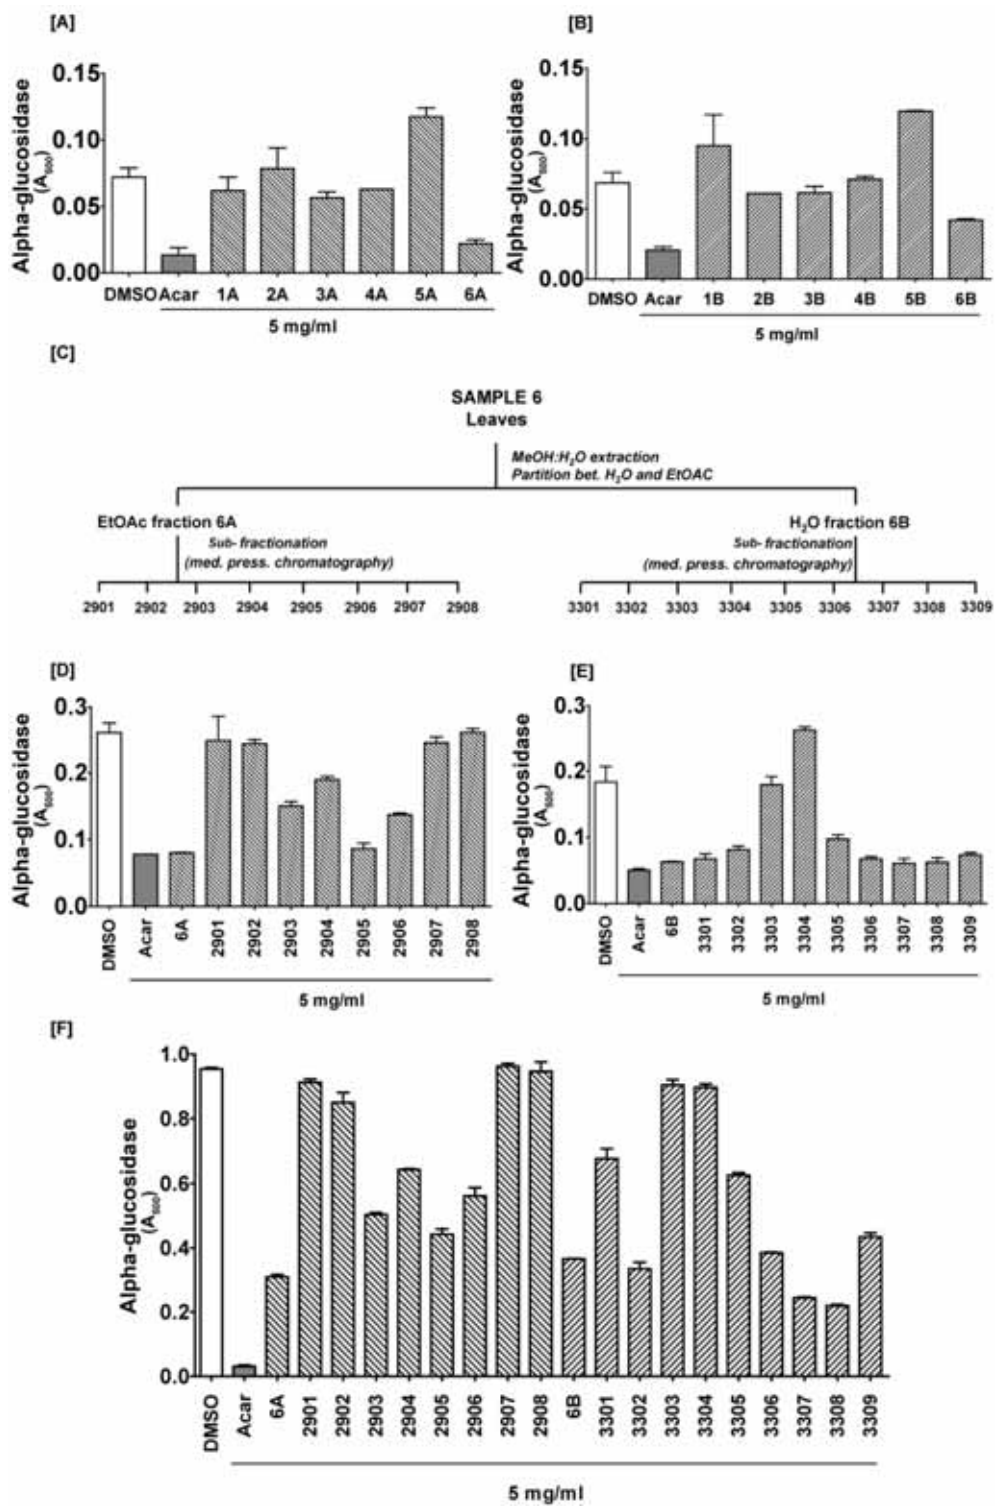 [A]
Alpha-glucosidase
(A₅₀₀)
0.15
0.10
0.05
0.00
DMSO Acar 1A 2A 3A 4A 5A 6A
5 mg/ml
[B]
Alpha-glucosidase
(A₅₀₀)
0.15
0.10
0.05
0.00
DMSO Acar 1B 2B 3B 4B 5B 6B
5 mg/ml
[C]
SAMPLE 6
Leaves
MeOH:H₂O extraction
Partition bet. H₂O and EtOAC
EtOAc fraction 6A
Sub- fractionation
(med. press. chromatography)
2901 2902 2903 2904 2905 2906 2907 2908
H₂O fraction 6B
Sub- fractionation
(med. press. chromatography)
3301 3302 3303 3304 3305 3306 3307 3308 3309
[D]
Alpha-glucosidase
(A₅₀₀)
0.3
0.2
0.1
0.0
DMSO Acar 6A 2901 2902 2903 2904 2905 2906 2907 2908
5 mg/ml
[E]
Alpha-glucosidase
(A₅₀₀)
0.3
0.2
0.1
0.0
DMSO Acar 6B 3301 3302 3303 3304 3305 3306 3307 3308 3309
5 mg/ml
[F]
Alpha-glucosidase
(A₅₀₀)
1.0
0.8
0.6
0.4
0.2
0.0
DMSO Acar 6A 2901 2902 2903 2904 2905 2906 2907 2908 6B 3301 3302 3303 3304 3305 3306 3307 3308 3309
5 mg/ml